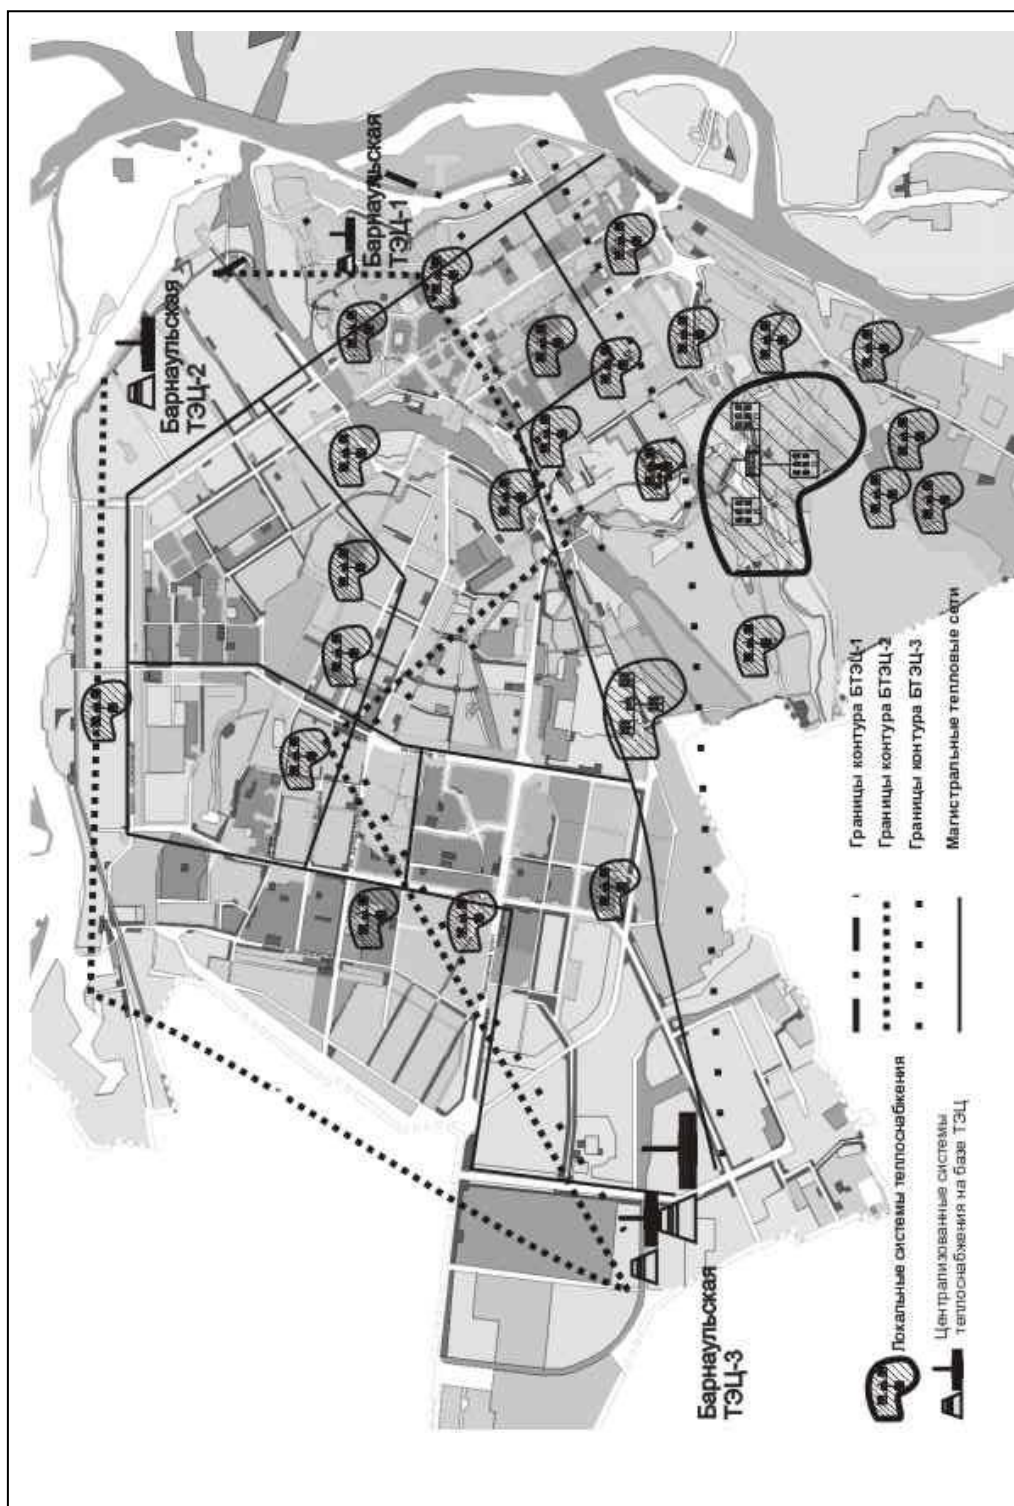 Барнаульская
ТЭЦ-2
Барнаульская
ТЭЦ-1
Барнаульская
ТЭЦ-3
Локальные системы теплоснабжения
Централизованные системы
теплоснабжения на базе ТЭЦ
Границы контура БТЭЦ-1
Границы контура БТЭЦ-2
Границы контура БТЭЦ-3
Магистральные тепловые сети